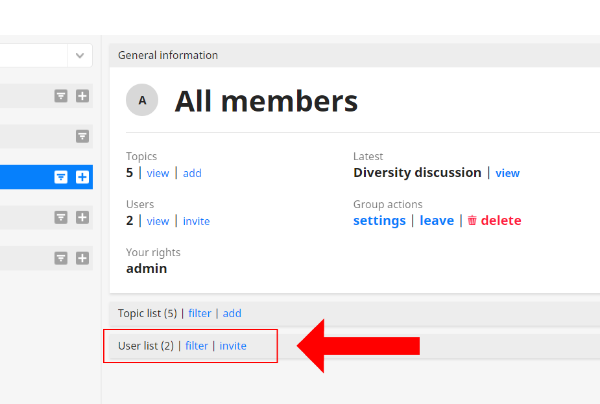 General information
A
All members
Topics
5 | view | add
Latest
Diversity discussion | view
Users
2 | view | invite
Group actions
settings | leave | delete
Your rights
admin
Topic list (5) | filter | add
User list (2) | filter | invite